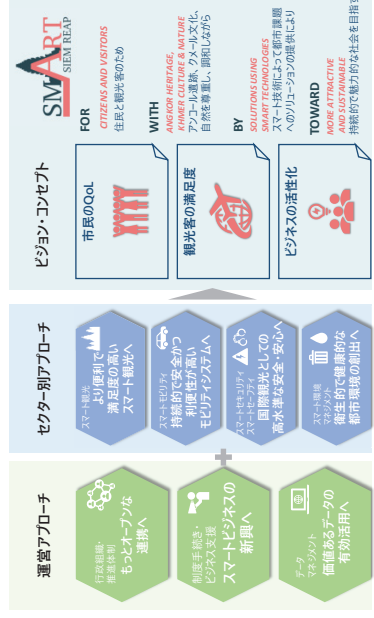 運営アプローチ
行政組織・
推進体制
もっとオープンな
連携へ
制度手続き・
ビジネス支援
スマートビジネスの
新興へ
データ
マネジメント
価値あるデータの
有効活用へ
セクター別アプローチ
スマート観光
より便利で
満足度の高い
スマート観光へ
スマートモビリティ
持続的で安全かつ
利便性が高い
モビリティシステムへ
スマートセキュリティ
スマートセーフティ
国際観光としての
高水準な安全・安心へ
スマート環境
マネジメント
衛生的で健康的な
都市環境の創出へ
ビジョン・コンセプト
市民のQoL
観光客の満足度
ビジネスの活性化
SMART
SIEM REAP
FOR
CITIZENS AND VISITORS
住民と観光客のため
WITH
ANGKOR HERITAGE,
KHMER CULTURE & NATURE
アンコール遺跡、クメール文化、
自然を尊重し、調和しながら
BY
SOLUTIONS USING
SMART TECHNOLOGIES
スマート技術によって都市課題
へのソリューションの提供により
TOWARD
MORE ATTRACTIVE
AND SUSTAINABLE
持続的で魅力的な社会を目指す